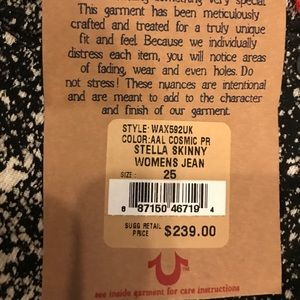 something very special.
This garment has been meticulously
crafted and treated for a truly unique
fit and feel. Because we individually
distress each item, you will notice areas
of fading, wear and even holes. Do
not stress! These nuances are intentional
and are meant to add to the character
and finish of our garment.
STYLE: WAX592UK
COLOR: AAL COSMIC PR
STELLA SKINNY
WOMENS JEAN
SIZE: 25
6 87150 46719 4
SUGG RETAIL
PRICE $239.00
see inside garment for care instructions